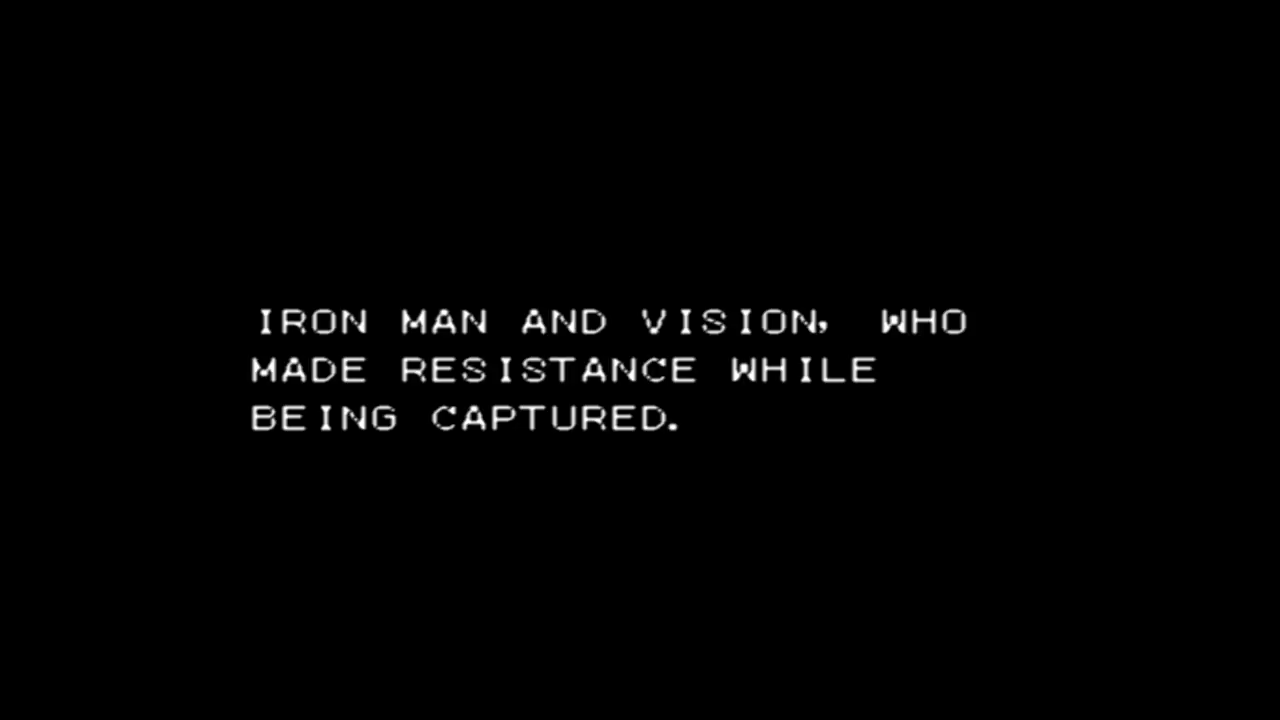 IRON MAN AND VISION, WHO
MADE RESISTANCE WHILE
BEING CAPTURED.